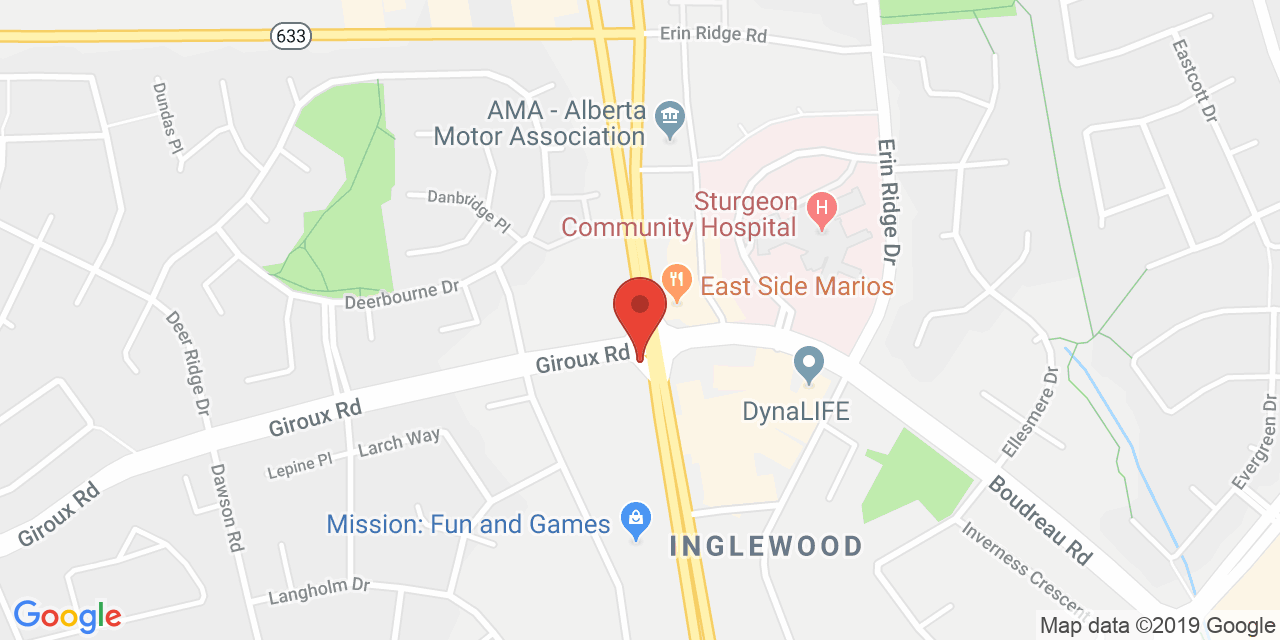 633
Erin Ridge Rd
Eastcott Dr
Dundas Pl
AMA - Alberta
Motor Association
Erin Ridge Dr
Danbridge Pl
Sturgeon
Community Hospital
H
East Side Marios
Deerbourne Dr
Deer Ridge Dr
Giroux Rd
DynaLIFE
Ellesmere Dr
Giroux Rd
Larch Way
Lepine Pl
Evergreen Dr
Dawson Rd
Giroux Rd
Boudreau Rd
Mission: Fun and Games
INGLEWOOD
Inverness Crescent
Langholm Dr
Google
Map data ©2019 Google